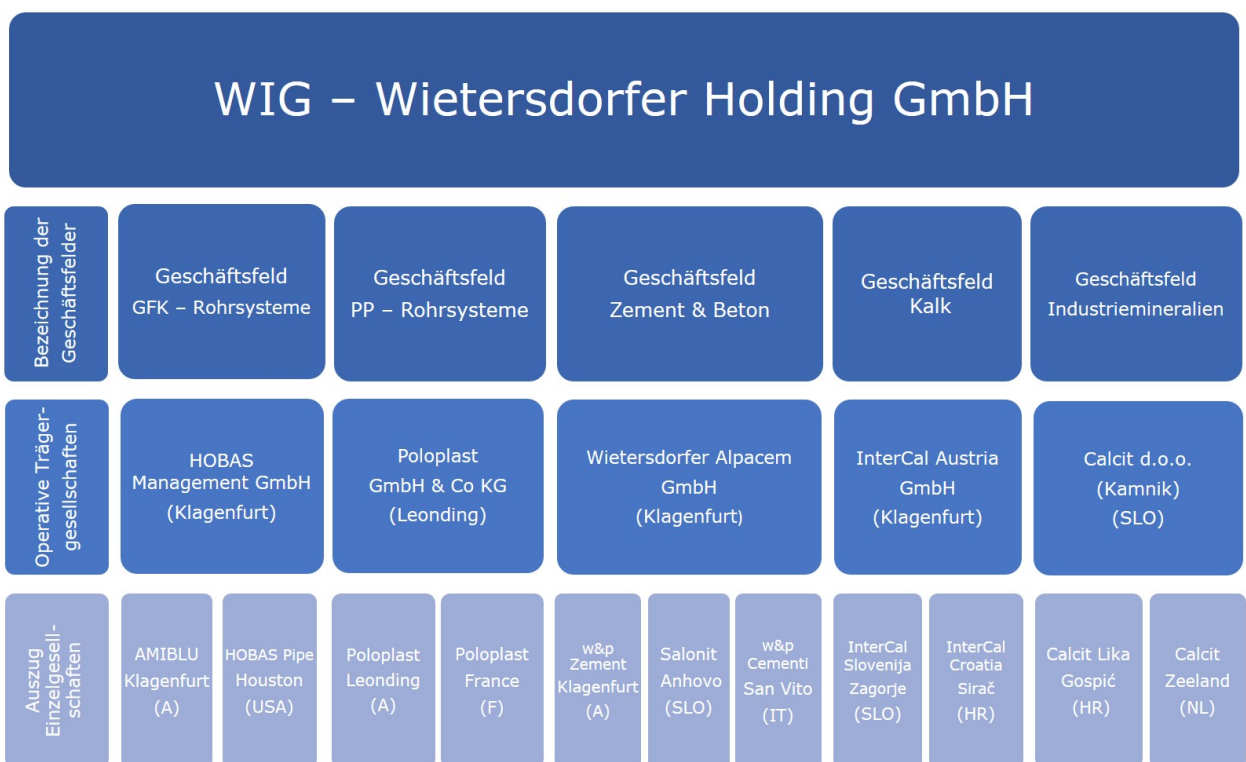 WIG – Wietersdorfer Holding GmbH
Bezeichnung der
Geschäftsfelder
Geschäftsfeld
GFK – Rohrsysteme
Geschäftsfeld
PP – Rohrsysteme
Geschäftsfeld
Zement & Beton
Geschäftsfeld
Kalk
Geschäftsfeld
Industriemineralien
Operative Träger-
gesellschaften
HOBAS
Management GmbH
(Klagenfurt)
Poloplast
GmbH & Co KG
(Leonding)
Wietersdorfer Alpacem
GmbH
(Klagenfurt)
InterCal Austria
GmbH
(Klagenfurt)
Calcit d.o.o.
(Kamnik)
(SLO)
Auszug
Einzelgesell-
schaften
AMIBLU
Klagenfurt
(A)
HOBAS Pipe
Houston
(USA)
Poloplast
Leonding
(A)
Poloplast
France
(F)
w&p
Zement
Klagenfurt
(A)
Salonit
Anhovo
(SLO)
w&p
Cementi
San Vito
(IT)
InterCal
Slovenija
Zagorje
(SLO)
InterCal
Croatia
Sirač
(HR)
Calcit Lika
Gospić
(HR)
Calcit
Zeeland
(NL)